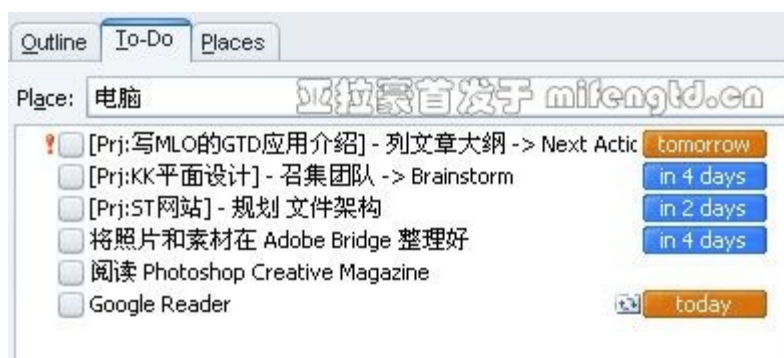 Outline To-Do Places
Place: 电脑 亚拉豪首发于 mifengtd.cn
[Prj:写MLO的GTD应用介绍] - 列文章大纲 -> Next Actic tomorrow
[Prj:KK平面设计] - 召集团队 -> Brainstorm in 4 days
[Prj:ST网站] - 规划 文件架构 in 2 days
将照片和素材在 Adobe Bridge 整理好 in 4 days
阅读 Photoshop Creative Magazine
Google Reader today